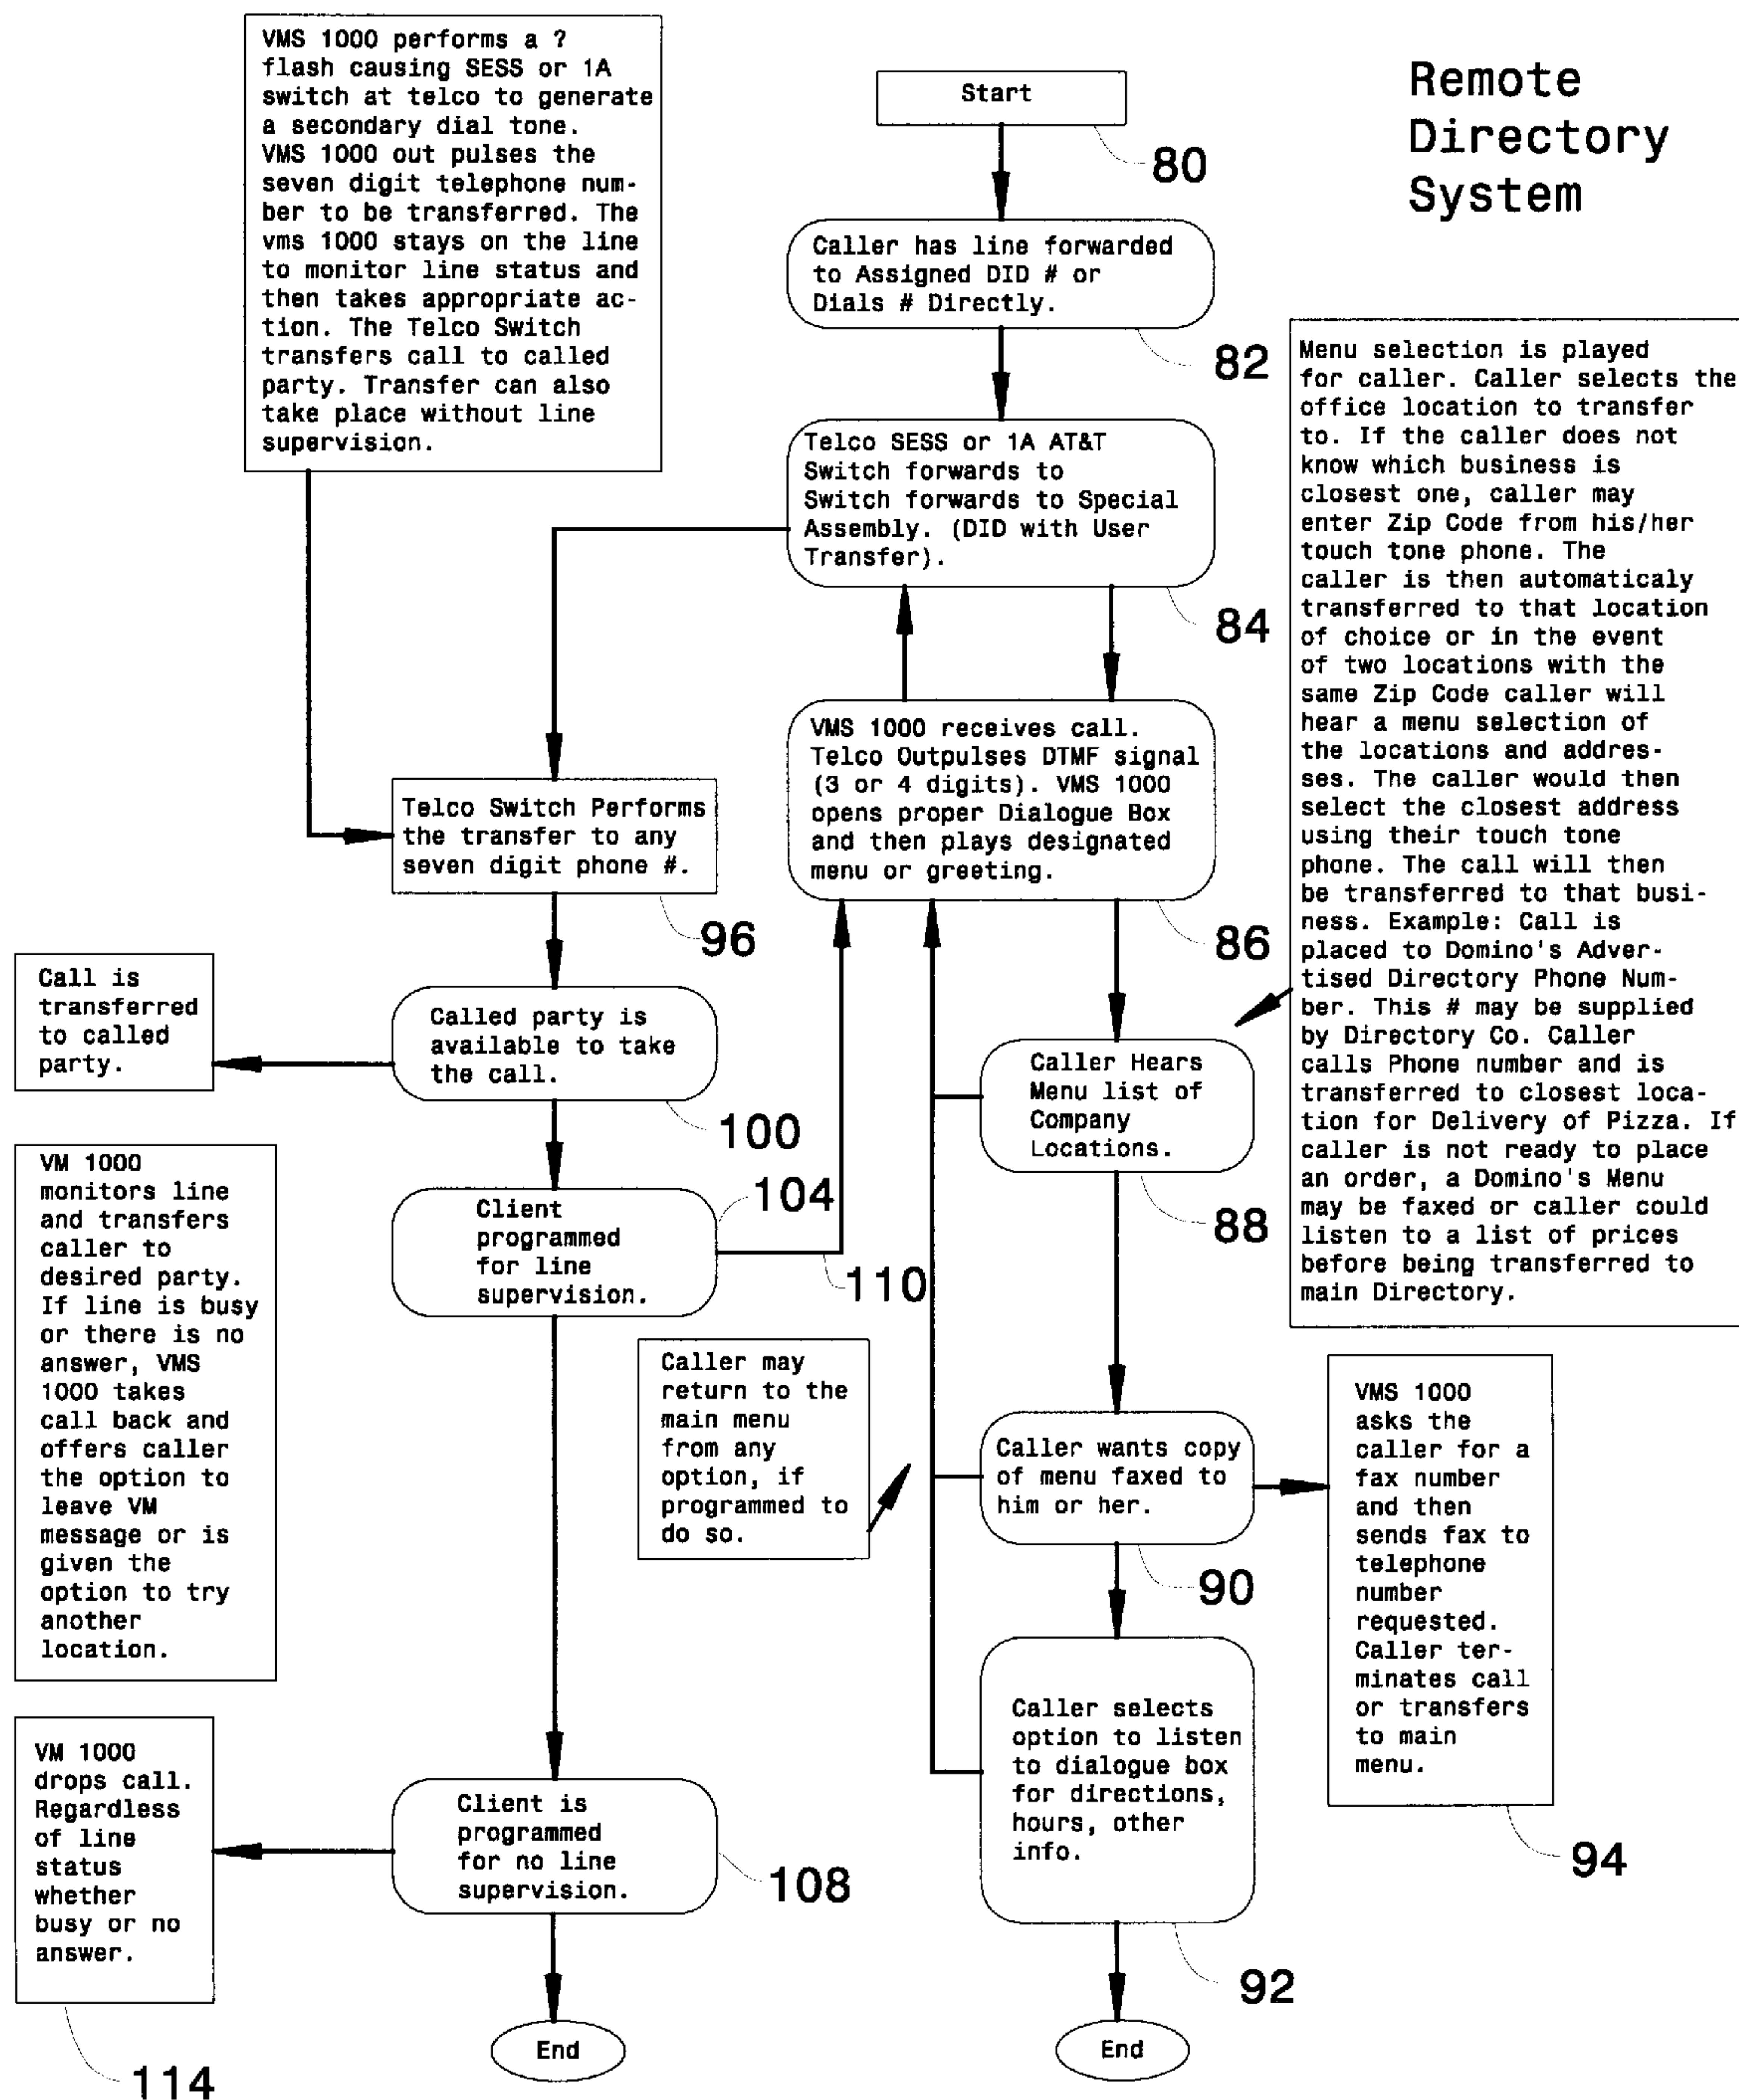 VMS 1000 performs a ?
flash causing SESS or 1A
switch at telco to generate
a secondary dial tone.
VMS 1000 out pulses the
seven digit telephone num-
ber to be transferred. The
vms 1000 stays on the line
to monitor line status and
then takes appropriate ac-
tion. The Telco Switch
transfers call to called
party. Transfer can also
take place without line
supervision.
Start
80
Remote
Directory
System
Caller has line forwarded
to Assigned DID # or
Dials # Directly.
82
Telco SESS or 1A AT&T
Switch forwards to
Switch forwards to Special
Assembly. (DID with User
Transfer).
84
Menu selection is played
for caller. Caller selects the
office location to transfer
to. If the caller does not
know which business is
closest one, caller may
enter Zip Code from his/her
touch tone phone. The
caller is then automaticaly
transferred to that location
of choice or in the event
of two locations with the
same Zip Code caller will
hear a menu selection of
the locations and addres-
ses. The caller would then
select the closest address
using their touch tone
phone. The call will then
be transferred to that busi-
ness. Example: Call is
placed to Domino's Adver-
tised Directory Phone Num-
ber. This # may be supplied
by Directory Co. Caller
calls Phone number and is
transferred to closest loca-
tion for Delivery of Pizza. If
caller is not ready to place
an order, a Domino's Menu
may be faxed or caller could
listen to a list of prices
before being transferred to
main Directory.
VMS 1000 receives call.
Telco Outpulses DTMF signal
(3 or 4 digits). VMS 1000
opens proper Dialogue Box
and then plays designated
menu or greeting.
86
Telco Switch Performs
the transfer to any
seven digit phone #.
96
Call is
transferred
to called
party.
Called party is
available to take
the call.
100
Caller Hears
Menu list of
Company
Locations.
88
VM 1000
monitors line
and transfers
caller to
desired party.
If line is busy
or there is no
answer, VMS
1000 takes
call back and
offers caller
the option to
leave VM
message or is
given the
option to try
another
location.
Client
programmed
for line
supervision.
104
110
Caller may
return to the
main menu
from any
option, if
programmed to
do so.
Caller wants copy
of menu faxed to
him or her.
90
VMS 1000
asks the
caller for a
fax number
and then
sends fax to
telephone
number
requested.
Caller ter-
minates call
or transfers
to main
menu.
94
Caller selects
option to listen
to dialogue box
for directions,
hours, other
info.
92
VM 1000
drops call.
Regardless
of line
status
whether
busy or no
answer.
114
Client is
programmed
for no line
supervision.
108
End
End